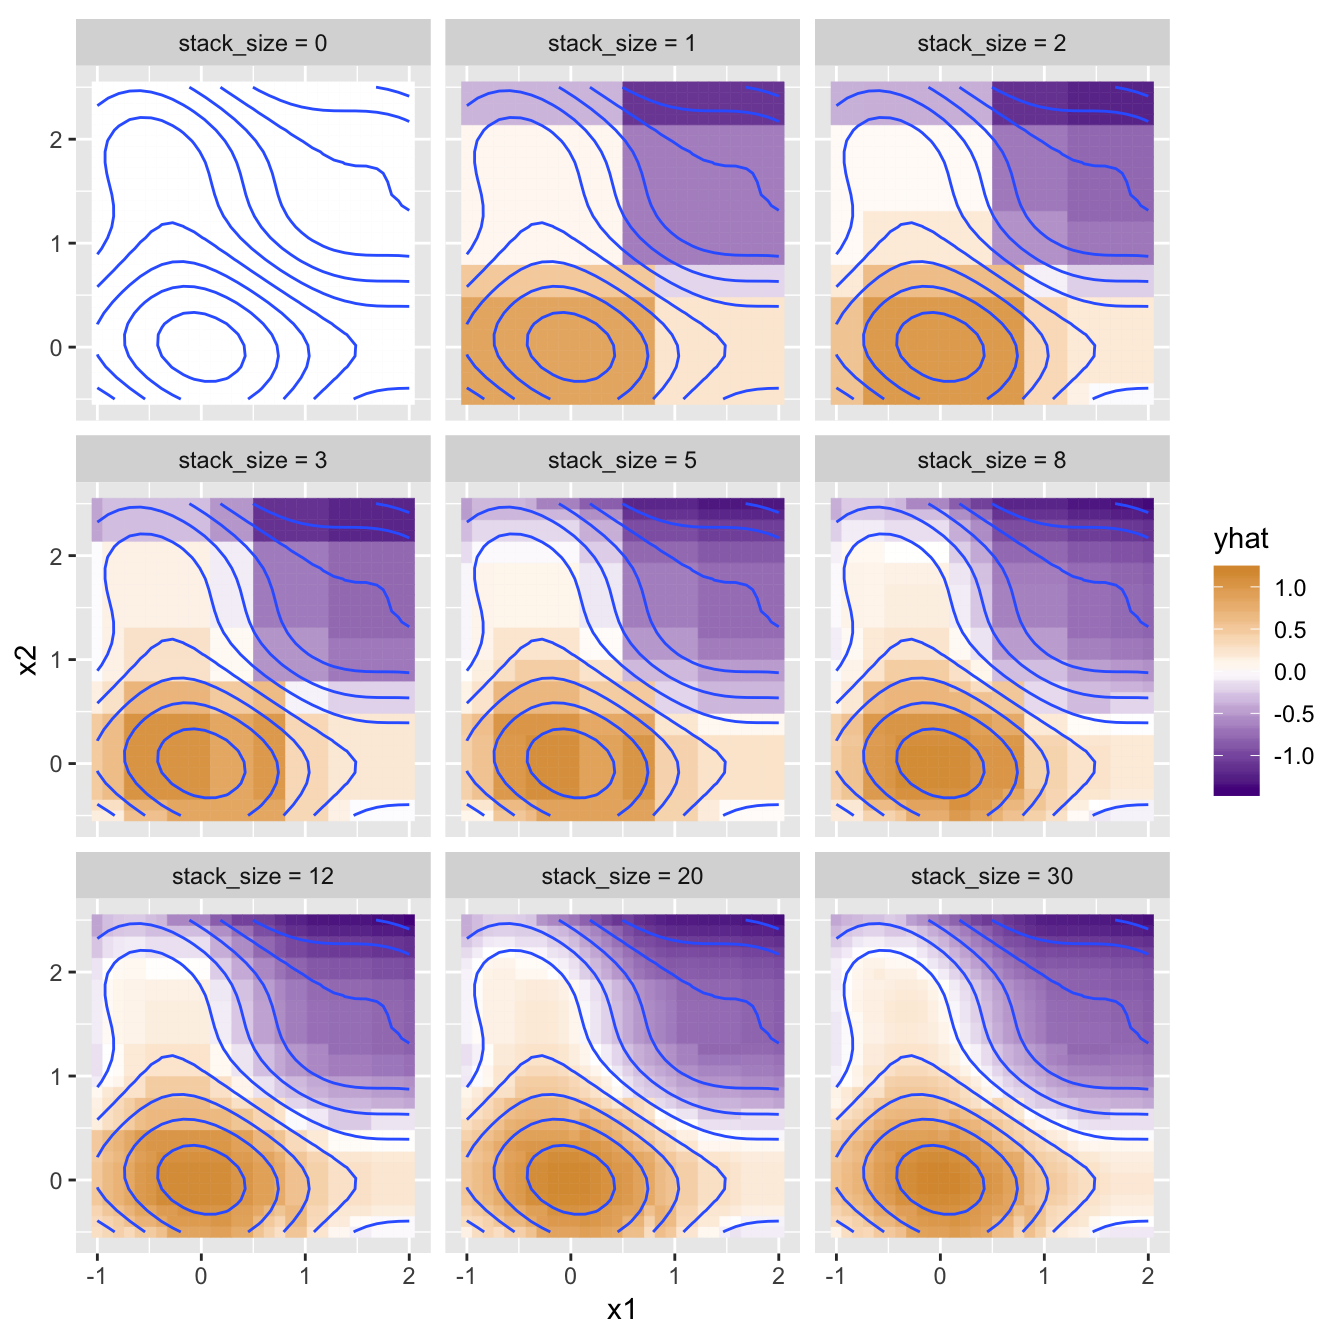 stack_size = 0
stack_size = 1
stack_size = 2
2
1
0
stack_size = 3
stack_size = 5
stack_size = 8
2
1
0
x2
yhat
1.0
0.5
0.0
-0.5
-1.0
stack_size = 12
stack_size = 20
stack_size = 30
2
1
0
-1 0 1 2
-1 0 1 2
-1 0 1 2
x1